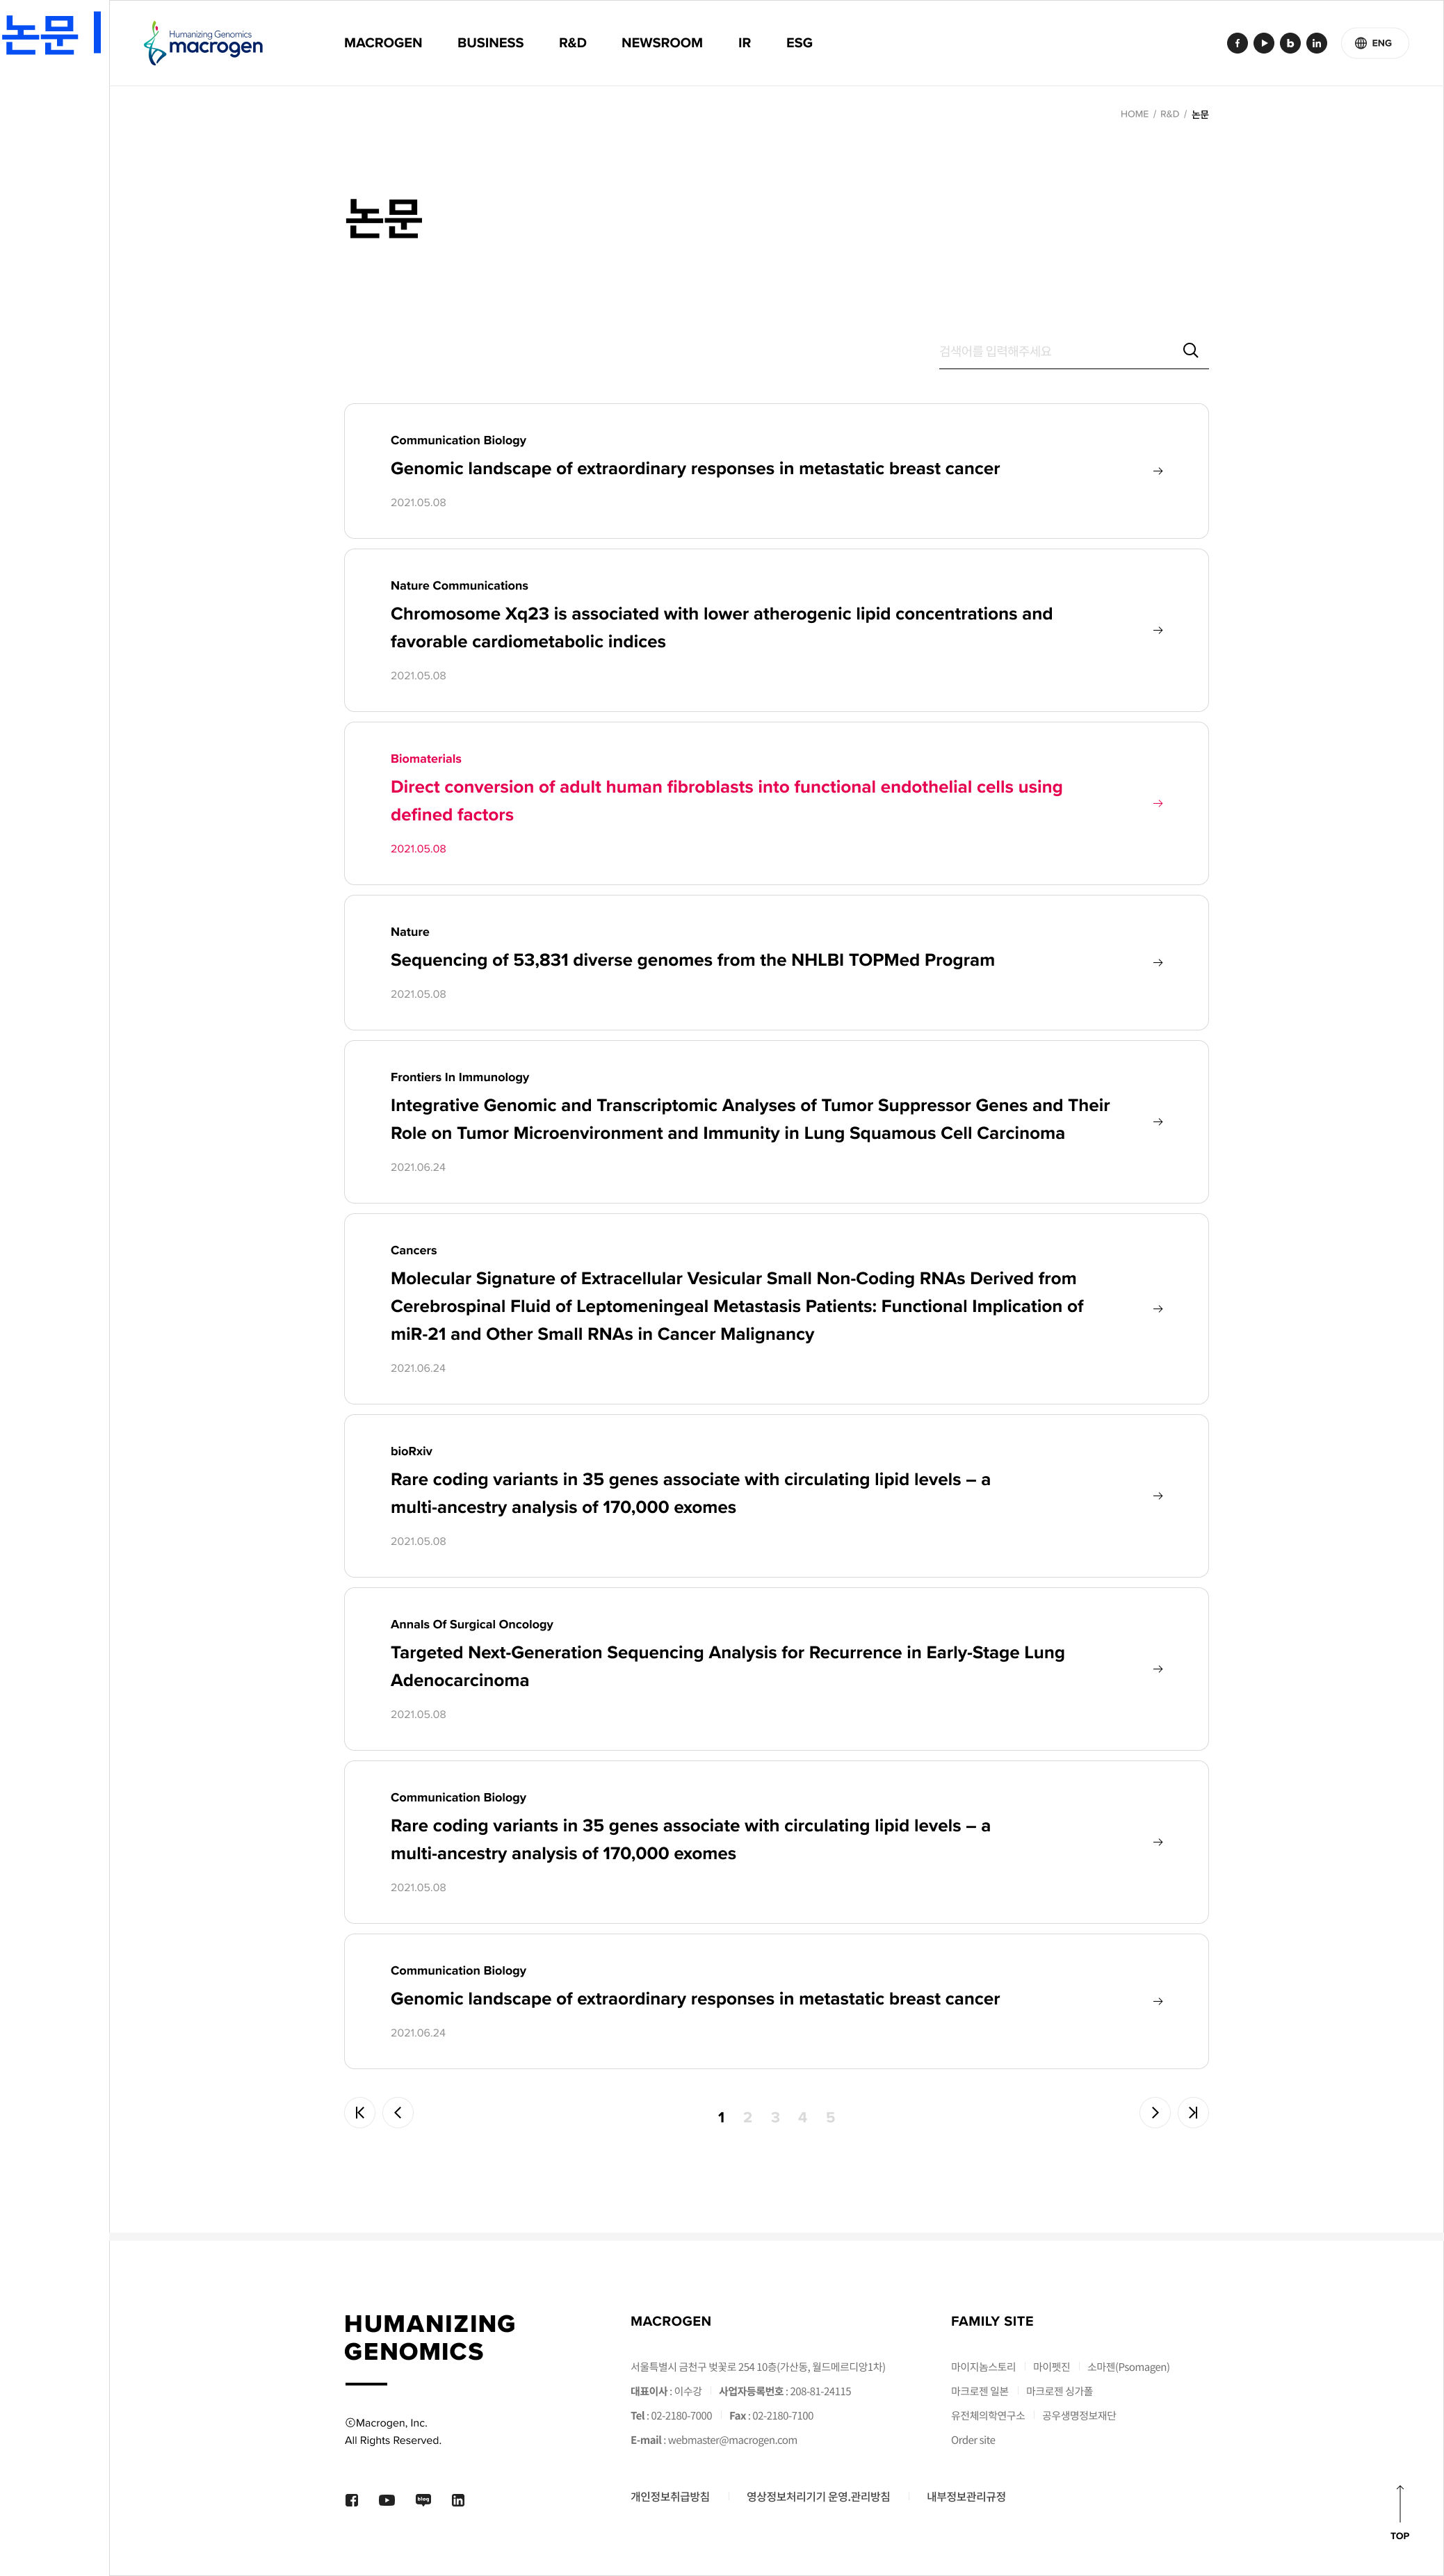 논문
Humanizing Genomics
macrogen
MACROGEN BUSINESS R&D NEWSROOM IR ESG
ENG
HOME / R&D / 논문
논문
검색어를 입력해주세요
Communication Biology
Genomic landscape of extraordinary responses in metastatic breast cancer
2021.05.08
Nature Communications
Chromosome Xq23 is associated with lower atherogenic lipid concentrations and
favorable cardiometabolic indices
2021.05.08
Biomaterials
Direct conversion of adult human fibroblasts into functional endothelial cells using
defined factors
2021.05.08
Nature
Sequencing of 53,831 diverse genomes from the NHLBI TOPMed Program
2021.05.08
Frontiers In Immunology
Integrative Genomic and Transcriptomic Analyses of Tumor Suppressor Genes and Their
Role on Tumor Microenvironment and Immunity in Lung Squamous Cell Carcinoma
2021.06.24
Cancers
Molecular Signature of Extracellular Vesicular Small Non-Coding RNAs Derived from
Cerebrospinal Fluid of Leptomeningeal Metastasis Patients: Functional Implication of
miR-21 and Other Small RNAs in Cancer Malignancy
2021.06.24
bioRxiv
Rare coding variants in 35 genes associate with circulating lipid levels – a
multi-ancestry analysis of 170,000 exomes
2021.05.08
Annals Of Surgical Oncology
Targeted Next-Generation Sequencing Analysis for Recurrence in Early-Stage Lung
Adenocarcinoma
2021.05.08
Communication Biology
Rare coding variants in 35 genes associate with circulating lipid levels – a
multi-ancestry analysis of 170,000 exomes
2021.05.08
Communication Biology
Genomic landscape of extraordinary responses in metastatic breast cancer
2021.06.24
1 2 3 4 5
HUMANIZING
GENOMICS
ⓒMacrogen, Inc.
All Rights Reserved.
MACROGEN
서울특별시 금천구 벚꽃로 254 10층(가산동, 월드메르디앙1차)
대표이사 : 이수강 사업자등록번호 : 208-81-24115
Tel : 02-2180-7000 Fax : 02-2180-7100
E-mail : webmaster@macrogen.com
개인정보취급방침 영상정보처리기기 운영.관리방침 내부정보관리규정
FAMILY SITE
마이지놈스토리 마이펫진 소마젠(Psomagen)
마크로젠 일본 마크로젠 싱가폴
유전체의학연구소 공우생명정보재단
Order site
TOP